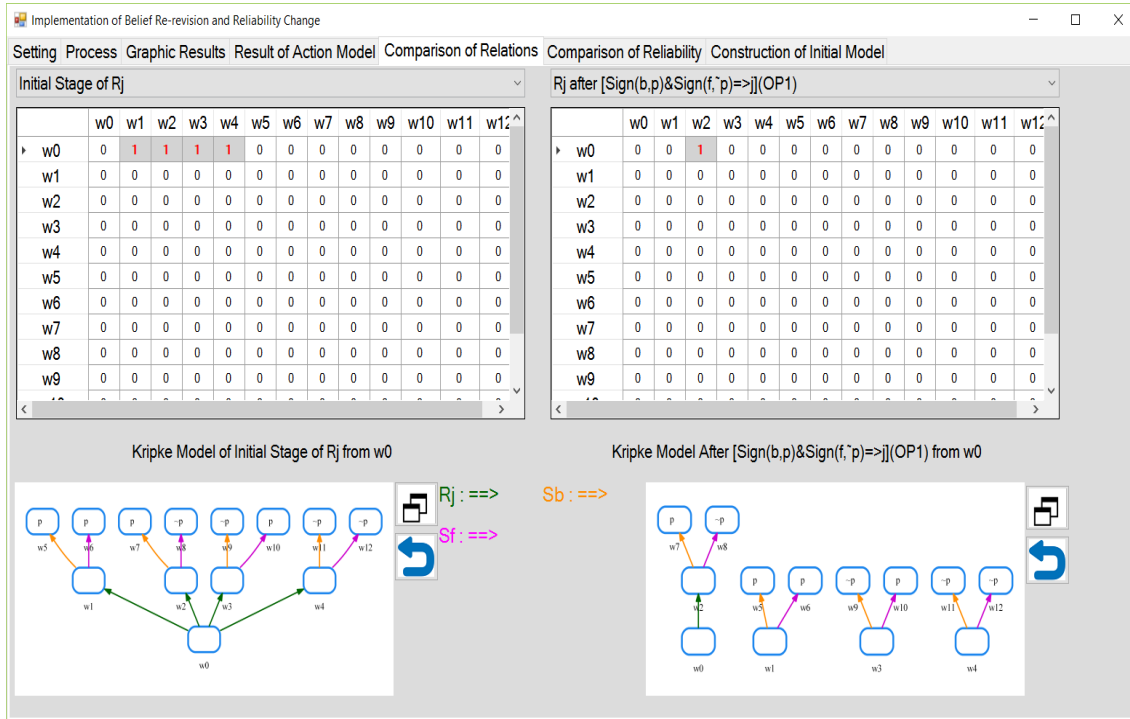 Implementation of Belief Re-revision and Reliability Change
Setting Process Graphic Results Result of Action Model Comparison of Relations Comparison of Reliability Construction of Initial Model
Initial Stage of Rj
w0 w1 w2 w3 w4 w5 w6 w7 w8 w9 w10 w11 w12
w0 0 1 1 1 1 0 0 0 0 0 0 0 0
w1 0 0 0 0 0 0 0 0 0 0 0 0 0
w2 0 0 0 0 0 0 0 0 0 0 0 0 0
w3 0 0 0 0 0 0 0 0 0 0 0 0 0
w4 0 0 0 0 0 0 0 0 0 0 0 0 0
w5 0 0 0 0 0 0 0 0 0 0 0 0 0
w6 0 0 0 0 0 0 0 0 0 0 0 0 0
w7 0 0 0 0 0 0 0 0 0 0 0 0 0
w8 0 0 0 0 0 0 0 0 0 0 0 0 0
w9 0 0 0 0 0 0 0 0 0 0 0 0 0
Rj after [Sign(b,p)&Sign(f,~p)=>j](OP1)
w0 w1 w2 w3 w4 w5 w6 w7 w8 w9 w10 w11 w12
w0 0 0 1 0 0 0 0 0 0 0 0 0 0
w1 0 0 0 0 0 0 0 0 0 0 0 0 0
w2 0 0 0 0 0 0 0 0 0 0 0 0 0
w3 0 0 0 0 0 0 0 0 0 0 0 0 0
w4 0 0 0 0 0 0 0 0 0 0 0 0 0
w5 0 0 0 0 0 0 0 0 0 0 0 0 0
w6 0 0 0 0 0 0 0 0 0 0 0 0 0
w7 0 0 0 0 0 0 0 0 0 0 0 0 0
w8 0 0 0 0 0 0 0 0 0 0 0 0 0
w9 0 0 0 0 0 0 0 0 0 0 0 0 0
Kripke Model of Initial Stage of Rj from w0
p p p ~p ~p p ~p ~p
w5 w6 w7 w8 w9 w10 w11 w12
w1 w2 w3 w4
w0
Rj : ==>
Sf : ==>
Sb : ==>
Kripke Model After [Sign(b,p)&Sign(f,~p)=>j](OP1) from w0
p ~p
w7 w8
p p ~p p ~p ~p
w2 w5 w6 w9 w10 w11 w12
w0 w1 w3 w4